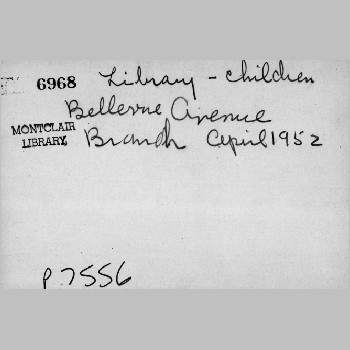 6968 Library - children
Bellevue Avenue
MONTCLAIR
LIBRARY
Branch April 1952
P.7556